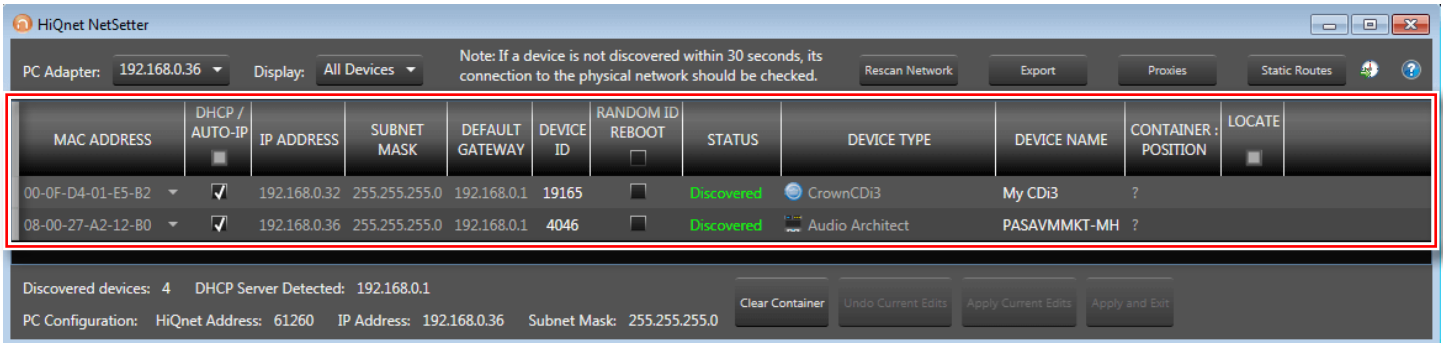 HiQnet NetSetter
PC Adapter: 192.168.0.36 Display: All Devices Note: If a device is not discovered within 30 seconds, its
connection to the physical network should be checked. Rescan Network Export Proxies Static Routes ?
MAC ADDRESS DHCP / AUTO-IP IP ADDRESS SUBNET MASK DEFAULT GATEWAY DEVICE ID RANDOM ID REBOOT STATUS DEVICE TYPE DEVICE NAME CONTAINER : POSITION LOCATE
00-0F-D4-01-E5-B2 192.168.0.32 255.255.255.0 192.168.0.1 19165 Discovered CrownCDi3 My CDi3 ?
08-00-27-A2-12-B0 192.168.0.36 255.255.255.0 192.168.0.1 4046 Discovered Audio Architect PASAVMMKT-MH ?
Discovered devices: 4 DHCP Server Detected: 192.168.0.1
Clear Container Undo Current Edits Apply Current Edits Apply and Exit
PC Configuration: HiQnet Address: 61260 IP Address: 192.168.0.36 Subnet Mask: 255.255.255.0